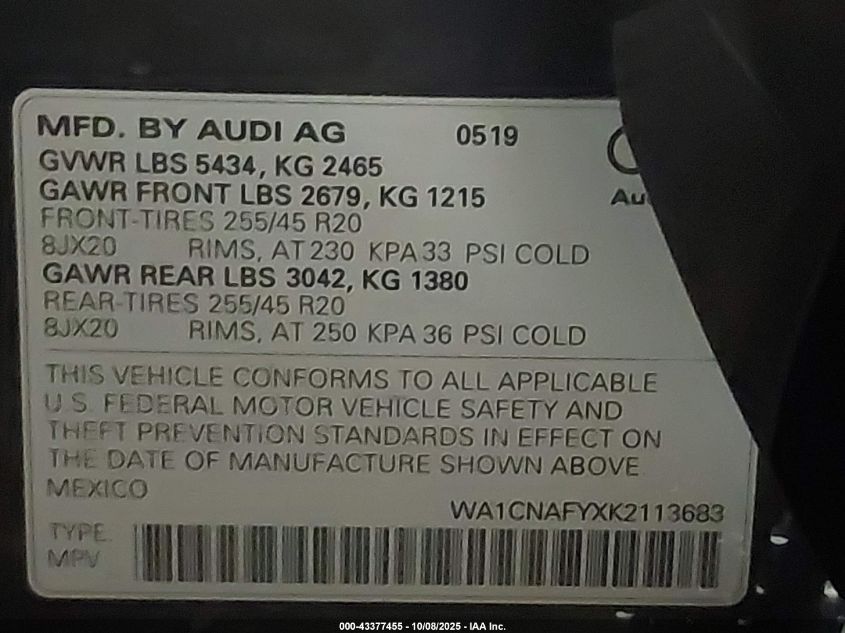 MFD. BY AUDI AG 0519
GVWR LBS 5434, KG 2465
GAWR FRONT LBS 2679, KG 1215
FRONT-TIRES 255/45 R20
8JX20 RIMS, AT 230 KPA 33 PSI COLD
GAWR REAR LBS 3042, KG 1380
REAR-TIRES 255/45 R20
8JX20 RIMS, AT 250 KPA 36 PSI COLD
THIS VEHICLE CONFORMS TO ALL APPLICABLE
U.S. FEDERAL MOTOR VEHICLE SAFETY AND
THEFT PREVENTION STANDARDS IN EFFECT ON
THE DATE OF MANUFACTURE SHOWN ABOVE
MEXICO
WA1CNAFYXK2113683
TYPE
MPV
000-43377455 - 10/08/2025 - IAA Inc.